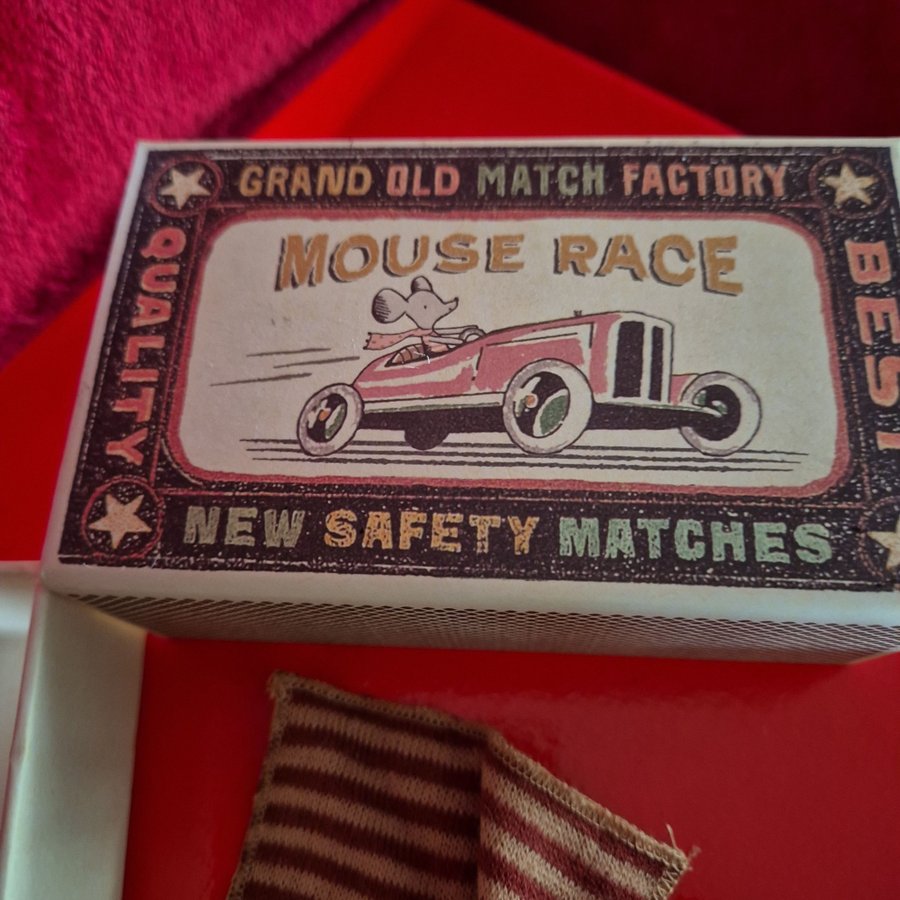 GRAND OLD MATCH FACTORY
QUALITY
MOUSE RACE
BEST
NEW SAFETY MATCHES